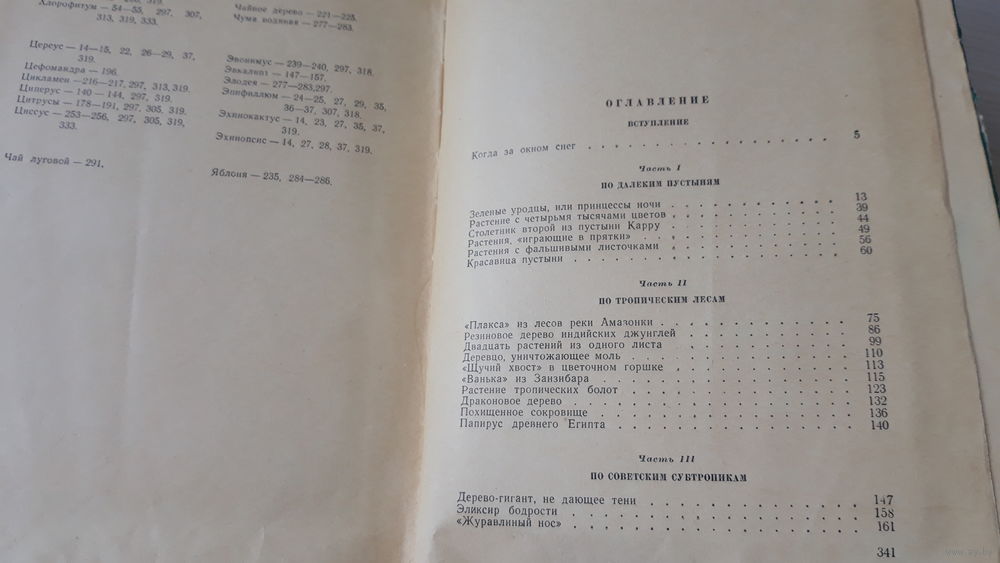 Хлорофитум — 54—55, 297, 307,
313, 319, 333.
Цереус — 14—15, 22, 26—29, 37,
319.
Цефомандра — 196.
Цикламен — 216—217, 297, 313, 319.
Циперус — 140—144, 297, 319.
Цитрусы — 178—191, 297, 305, 319.
Циссус — 253—256, 297, 305, 319,
333.
Чай луговой — 291.
Чайное дерево — 221—225.
Чума водяная — 277—283.
Эвонимус — 239—240, 297, 318.
Эвкалипт — 147—157.
Элодея — 277—283, 297.
Эпифиллюм — 24—25, 27, 29, 35,
36—37, 307, 318.
Эхинокактус — 14, 23, 27, 35, 37,
319.
Эхинопсис — 14, 27, 28, 37, 319.
Яблоня — 235, 284—286.
ОГЛАВЛЕНИЕ
ВСТУПЛЕНИЕ
Когда за окном снег . . . . . . . . . . . . . . . 5
Часть I
ПО ДАЛЕКИМ ПУСТЫНЯМ
Зеленые уродцы, или принцессы ночи . . . . . . . . . 13
Растение с четырьмя тысячами цветов . . . . . . . . . 39
Столетник второй из пустыни Карру . . . . . . . . . 44
Растения, «играющие в прятки» . . . . . . . . . . 49
Растения с фальшивыми листочками . . . . . . . . . 56
Красавица пустыни . . . . . . . . . . . . . 60
Часть II
ПО ТРОПИЧЕСКИМ ЛЕСАМ
«Плакса» из лесов реки Амазонки . . . . . . . . . . 75
Резиновое дерево индийских джунглей . . . . . . . . . 86
Двадцать растений из одного листа . . . . . . . . . 99
Деревцо, уничтожающее моль . . . . . . . . . . . 110
«Щучий хвост» в цветочном горшке . . . . . . . . . 113
«Ванька» из Занзибара . . . . . . . . . . . . 115
Растение тропических болот . . . . . . . . . . . 123
Драконовое дерево . . . . . . . . . . . . . 132
Похищенное сокровище . . . . . . . . . . . . 136
Папирус древнего Египта . . . . . . . . . . . 140
Часть III
ПО СОВЕТСКИМ СУБТРОПИКАМ
Дерево-гигант, не дающее тени . . . . . . . . . . 147
Эликсир бодрости . . . . . . . . . . . . . 158
«Журавлиный нос» . . . . . . . . . . . . . 161
341